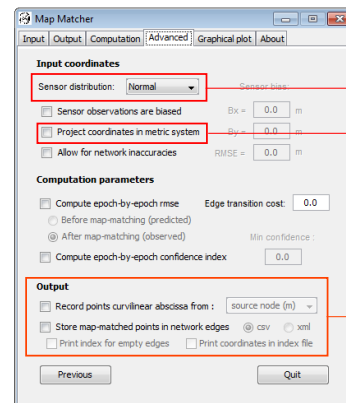 Map Matcher
Input Output Computation Advanced Graphical plot About
Input coordinates
Sensor distribution: Normal Sensor bias:
Sensor observations are biased Bx = 0.0 m
Project coordinates in metric system By = 0.0 m
Allow for network inaccuracies RMSE = 0.0 m
Computation parameters
Compute epoch-by-epoch rmse Edge transition cost: 0.0
Before map-matching (predicted)
After map-matching (observed) Min confidence :
Compute epoch-by-epoch confidence index 0.0
Output
Record points curvilinear abscissa from : source node (m)
Store map-matched points in network edges csv xml
Print index for empty edges Print coordinates in index file
Previous Quit